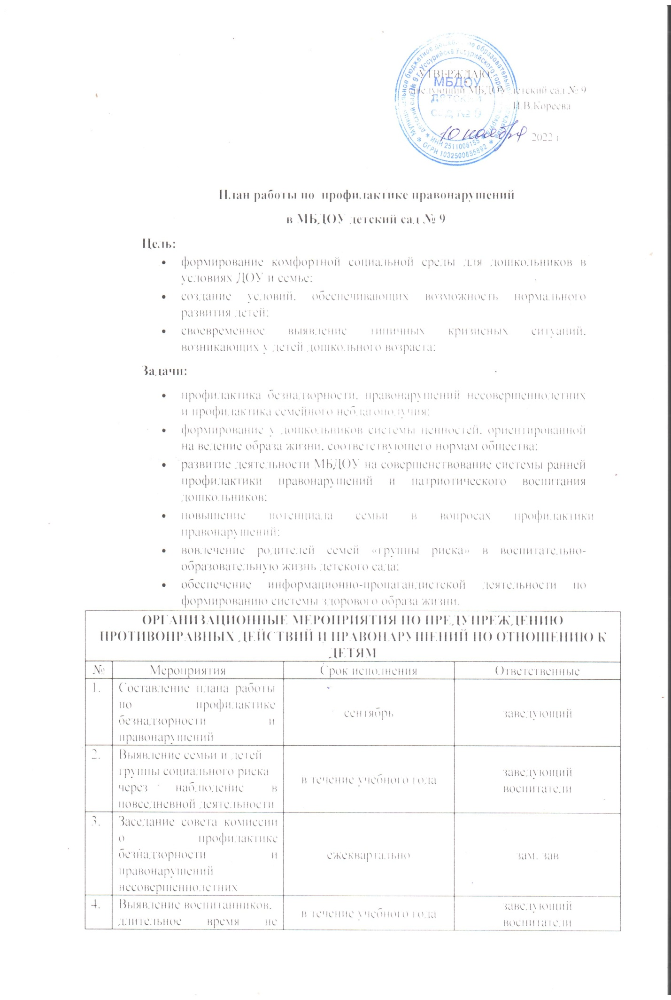 УТВЕРЖДАЮ:
Заведующий МБДОУ детский сад № 9
И.В.Кореева
10 ноября 2022 г
МБДОУ
детский
сад № 9
ИНН 2511008155
ОГРН 1032500855892
План работы по профилактике правонарушений
в МБДОУ детский сад № 9
Цель:
• формирование комфортной социальной среды для дошкольников в
условиях ДОУ и семье;
• создание условий, обеспечивающих возможность нормального
развития детей;
• своевременное выявление типичных кризисных ситуаций,
возникающих у детей дошкольного возраста;
Задачи:
• профилактика безнадзорности, правонарушений несовершеннолетних
и профилактика семейного неблагополучия;
• формирование у дошкольников системы ценностей, ориентированной
на ведение образа жизни, соответствующего нормам общества;
• развитие деятельности МБДОУ на совершенствование системы ранней
профилактики правонарушений и патриотического воспитания
дошкольников;
• повышение потенциала семьи в вопросах профилактики
правонарушений;
• вовлечение родителей семей «группы риска» в воспитательно-
образовательную жизнь детского сада;
• обеспечение информационно-пропагандистской деятельности по
формированию системы здорового образа жизни.
ОРГАНИЗАЦИОННЫЕ МЕРОПРИЯТИЯ ПО ПРЕДУПРЕЖДЕНИЮ
ПРОТИВОПРАВНЫХ ДЕЙСТВИЙ И ПРАВОНАРУШЕНИЙ ПО ОТНОШЕНИЮ К
ДЕТЯМ
№ Мероприятия Срок исполнения Ответственные
1. Составление плана работы
по профилактике
безнадзорности и
правонарушений
сентябрь
заведующий
2. Выявление семьи и детей
группы социального риска
через наблюдение в
повседневной деятельности
в течение учебного года
заведующий
воспитатели
3. Заседание совета комиссии
о профилактике
безнадзорности и
правонарушений
несовершеннолетних
ежеквартально
зам. зав
4. Выявление воспитанников,
длительное время не
в течение учебного года
заведующий
воспитатели